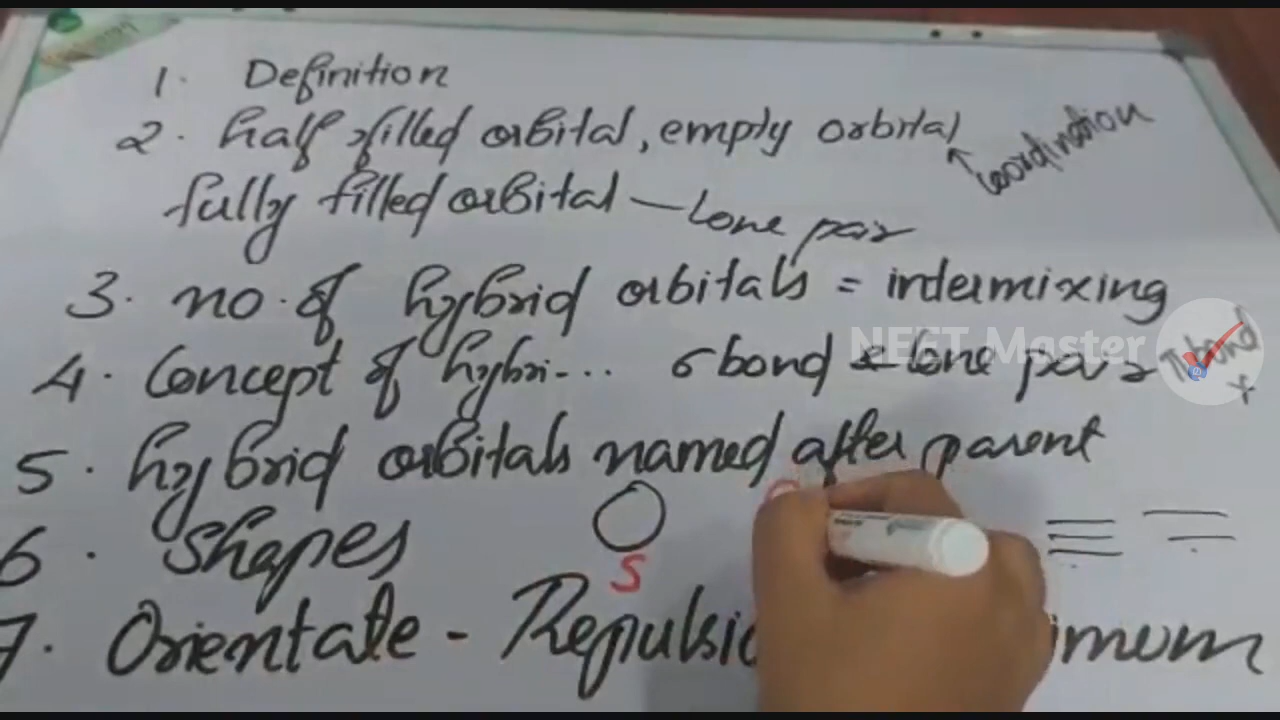 1. Definition
2. half filled orbital, empty orbital
Coordination
fully filled orbital — Lone pair
3. no. of hybrid orbitals = intermixing
NEET Master
4. Concept of hybri-... σ bond & lone pair π bond
x
5. hybrid orbitals named after parent
6. shapes
S
7. Orientate - Repulsi